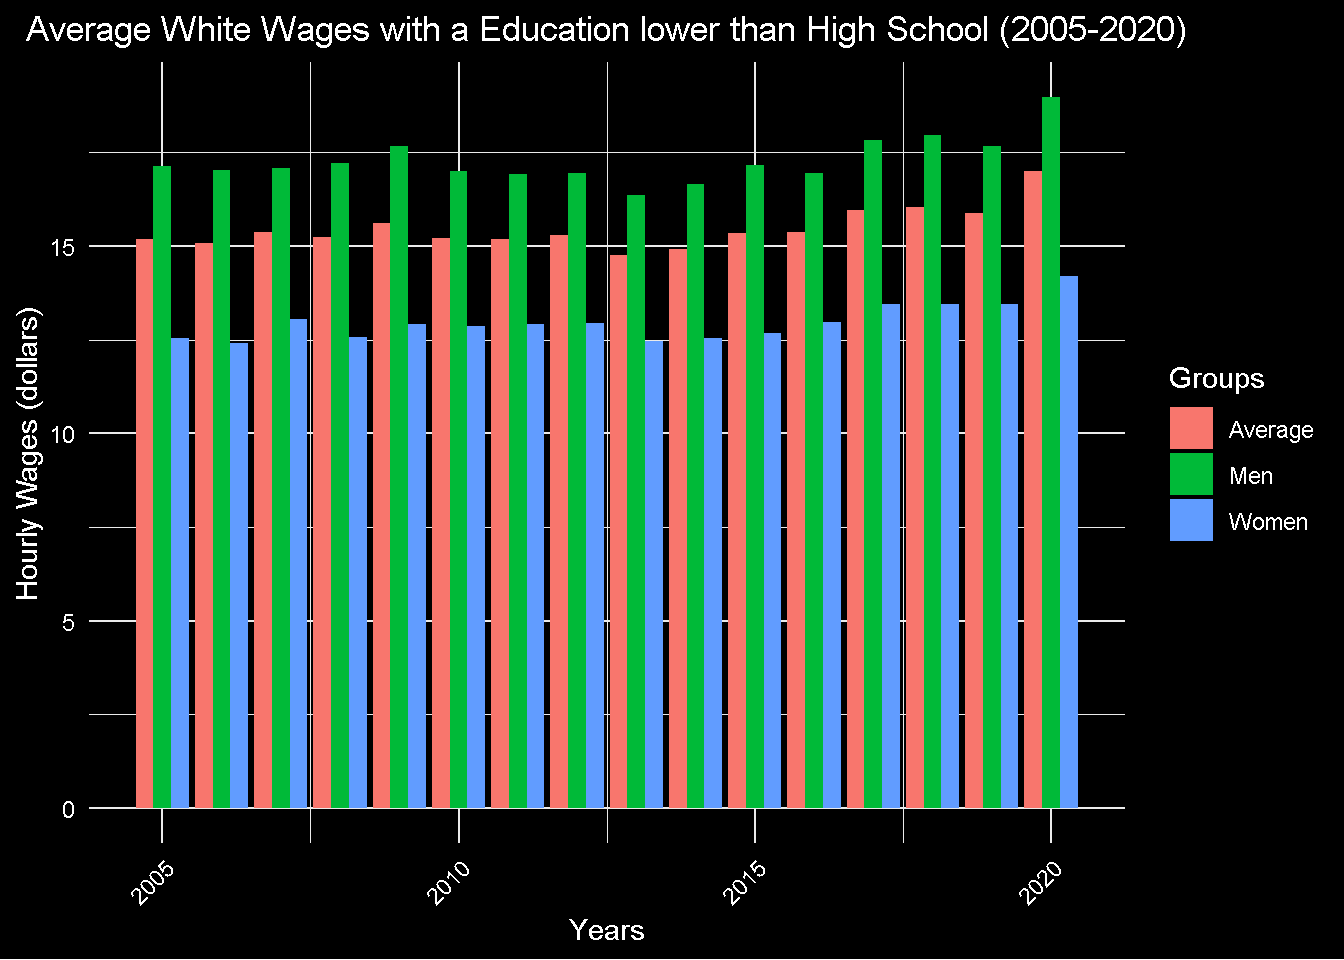 Average White Wages with a Education lower than High School (2005-2020)
Hourly Wages (dollars)
15
10
5
0
2005
2010
2015
2020
Years
Groups
Average
Men
Women